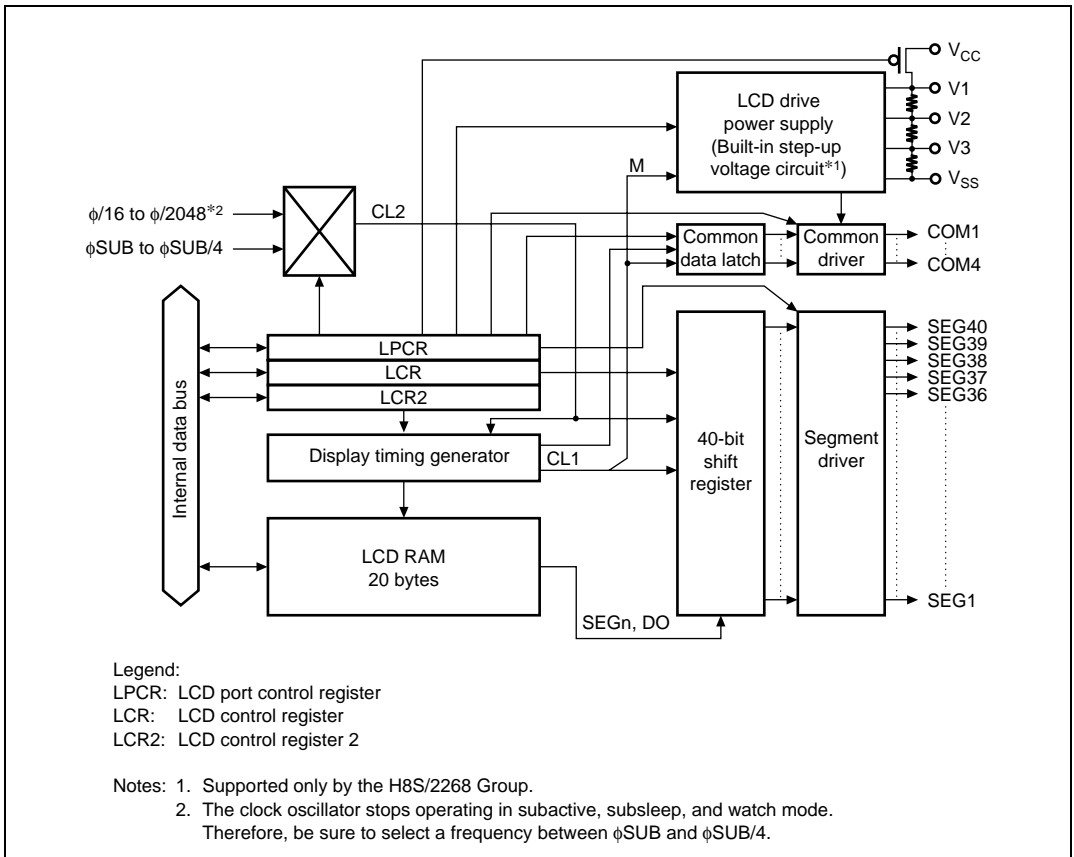 V_CC
V1
LCD drive
power supply
(Built-in step-up
voltage circuit*1)
V2
V3
V_SS
M
ϕ/16 to ϕ/2048*2
ϕSUB to ϕSUB/4
CL2
Common
data latch
Common
driver
COM1
COM4
Internal data bus
LPCR
LCR
LCR2
Display timing generator
CL1
LCD RAM
20 bytes
SEGn, DO
40-bit
shift
register
Segment
driver
SEG40
SEG39
SEG38
SEG37
SEG36
SEG1
Legend:
LPCR: LCD port control register
LCR: LCD control register
LCR2: LCD control register 2
Notes: 1. Supported only by the H8S/2268 Group.
2. The clock oscillator stops operating in subactive, subsleep, and watch mode.
Therefore, be sure to select a frequency between ϕSUB and ϕSUB/4.